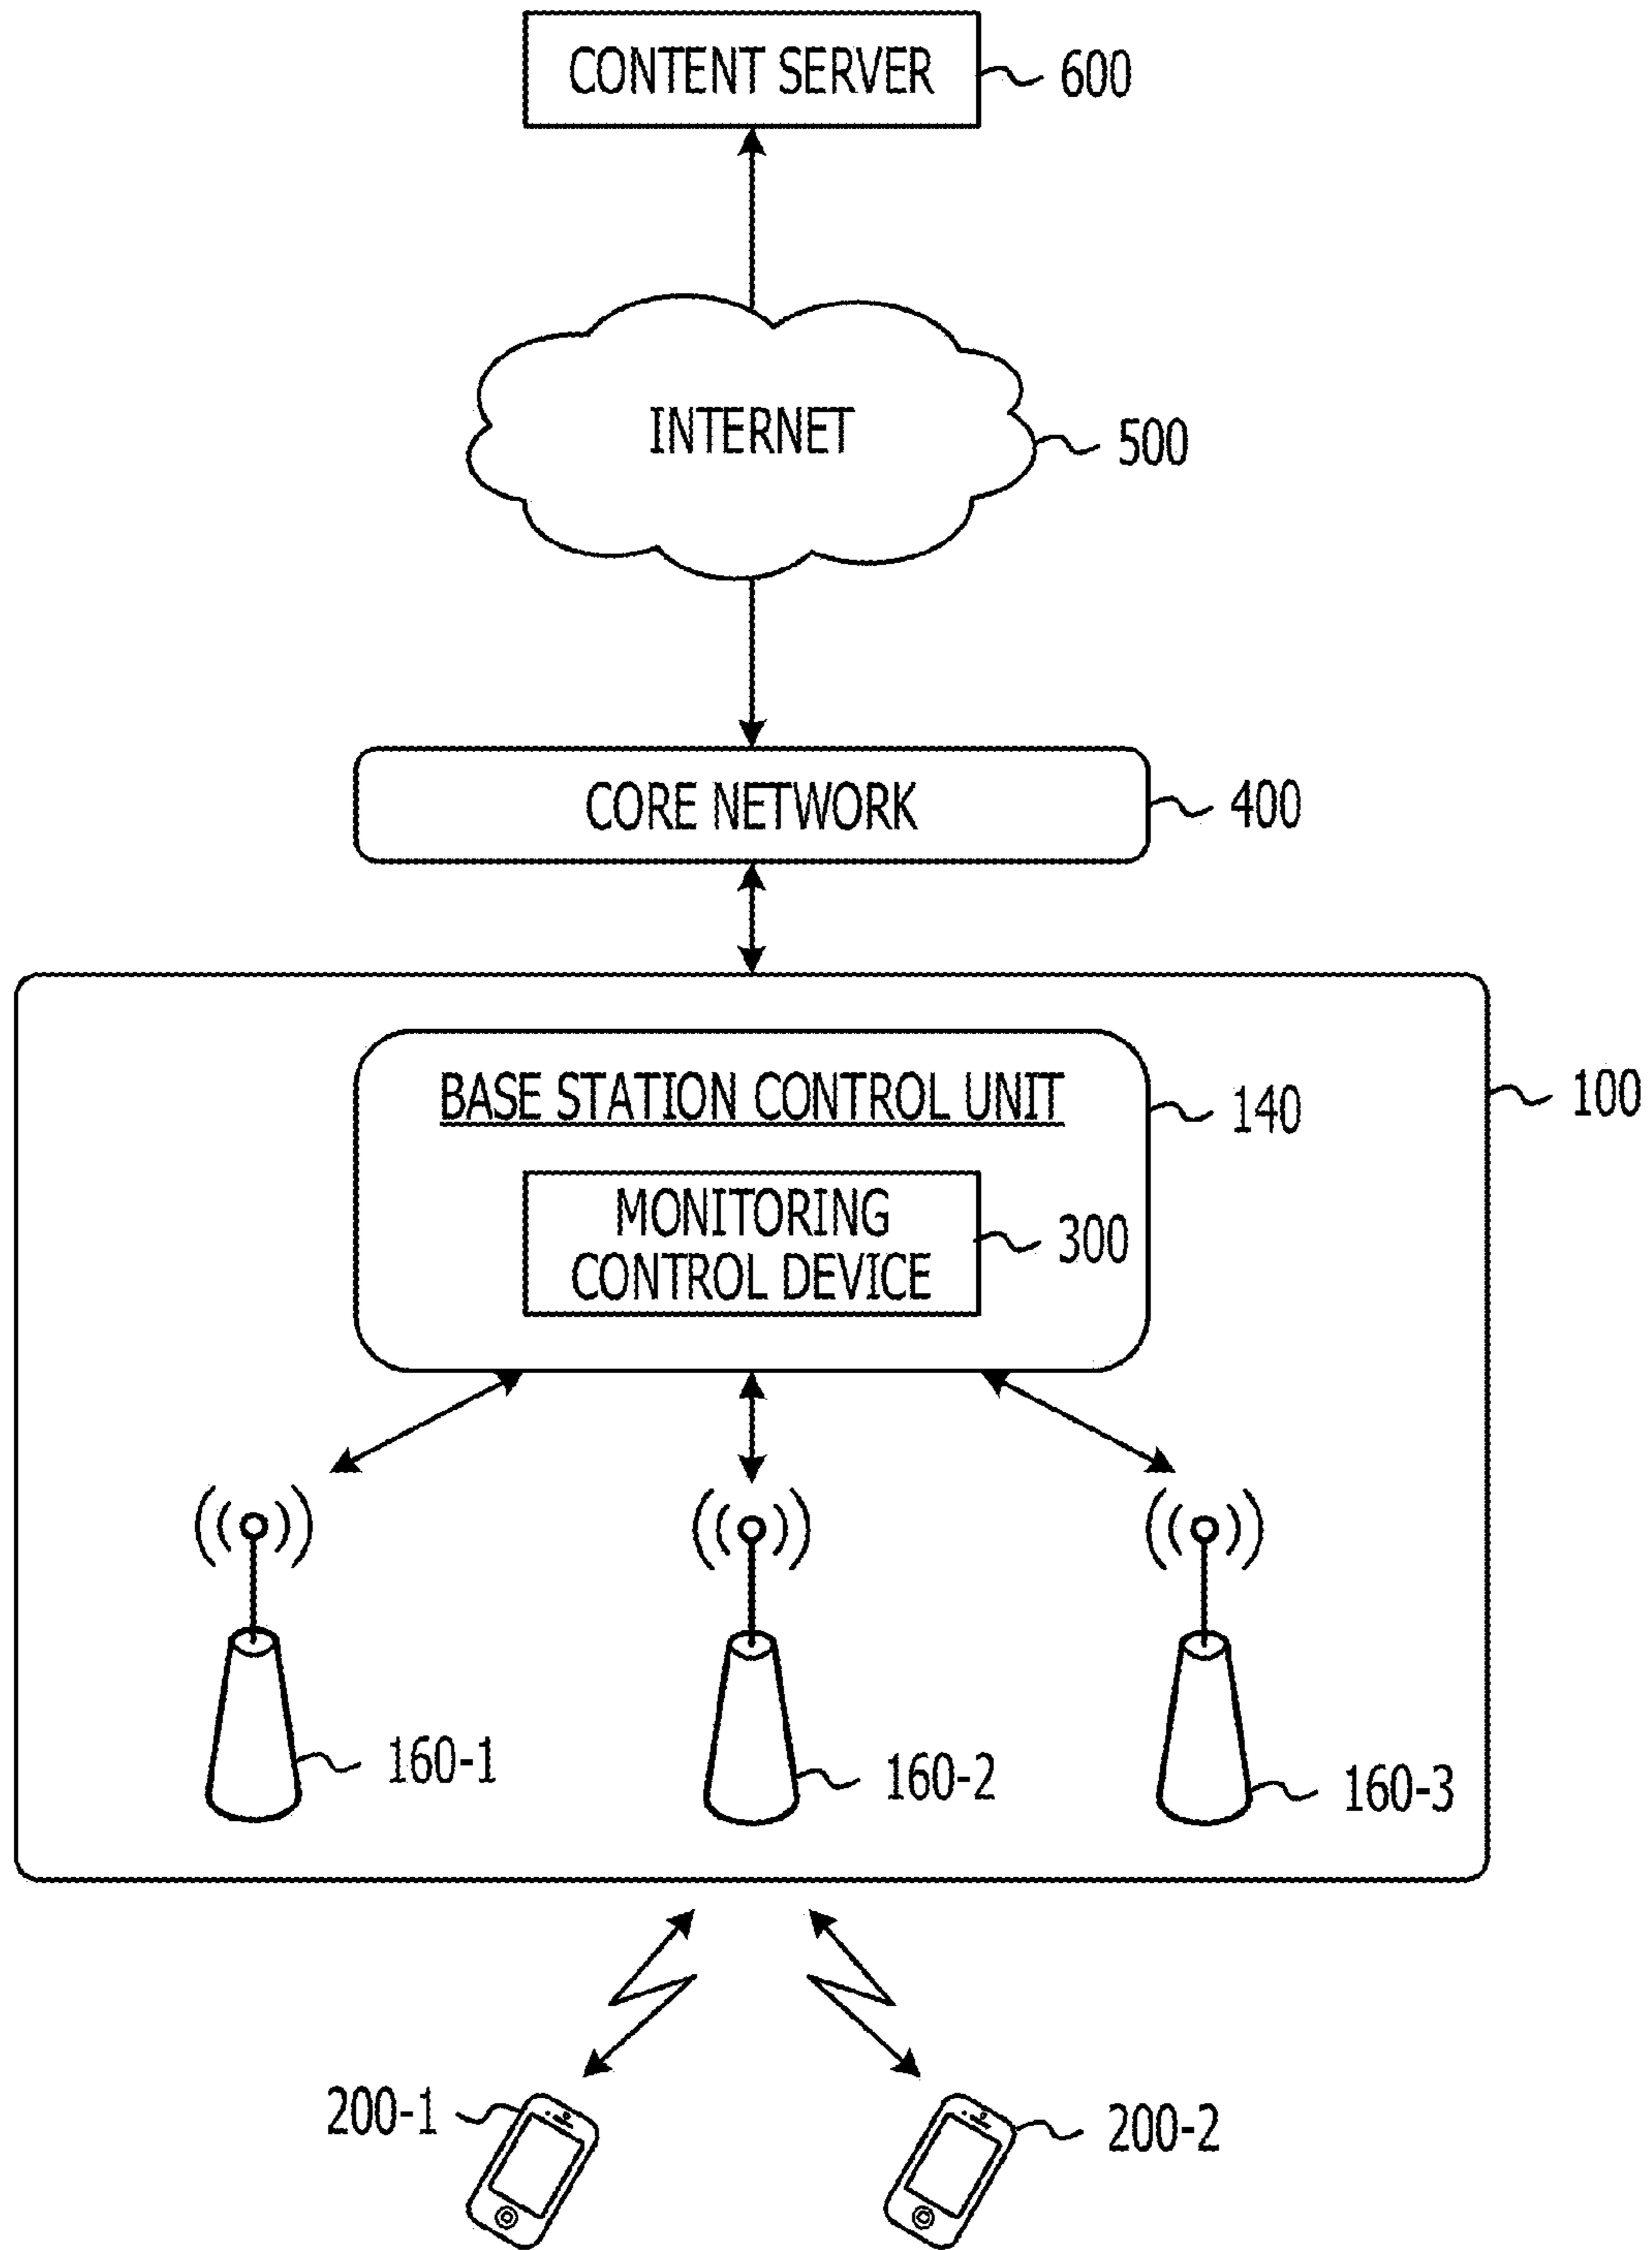 CONTENT SERVER 600
INTERNET 500
CORE NETWORK 400
BASE STATION CONTROL UNIT 140
100
MONITORING
CONTROL DEVICE 300
160-1
160-2
160-3
200-1
200-2